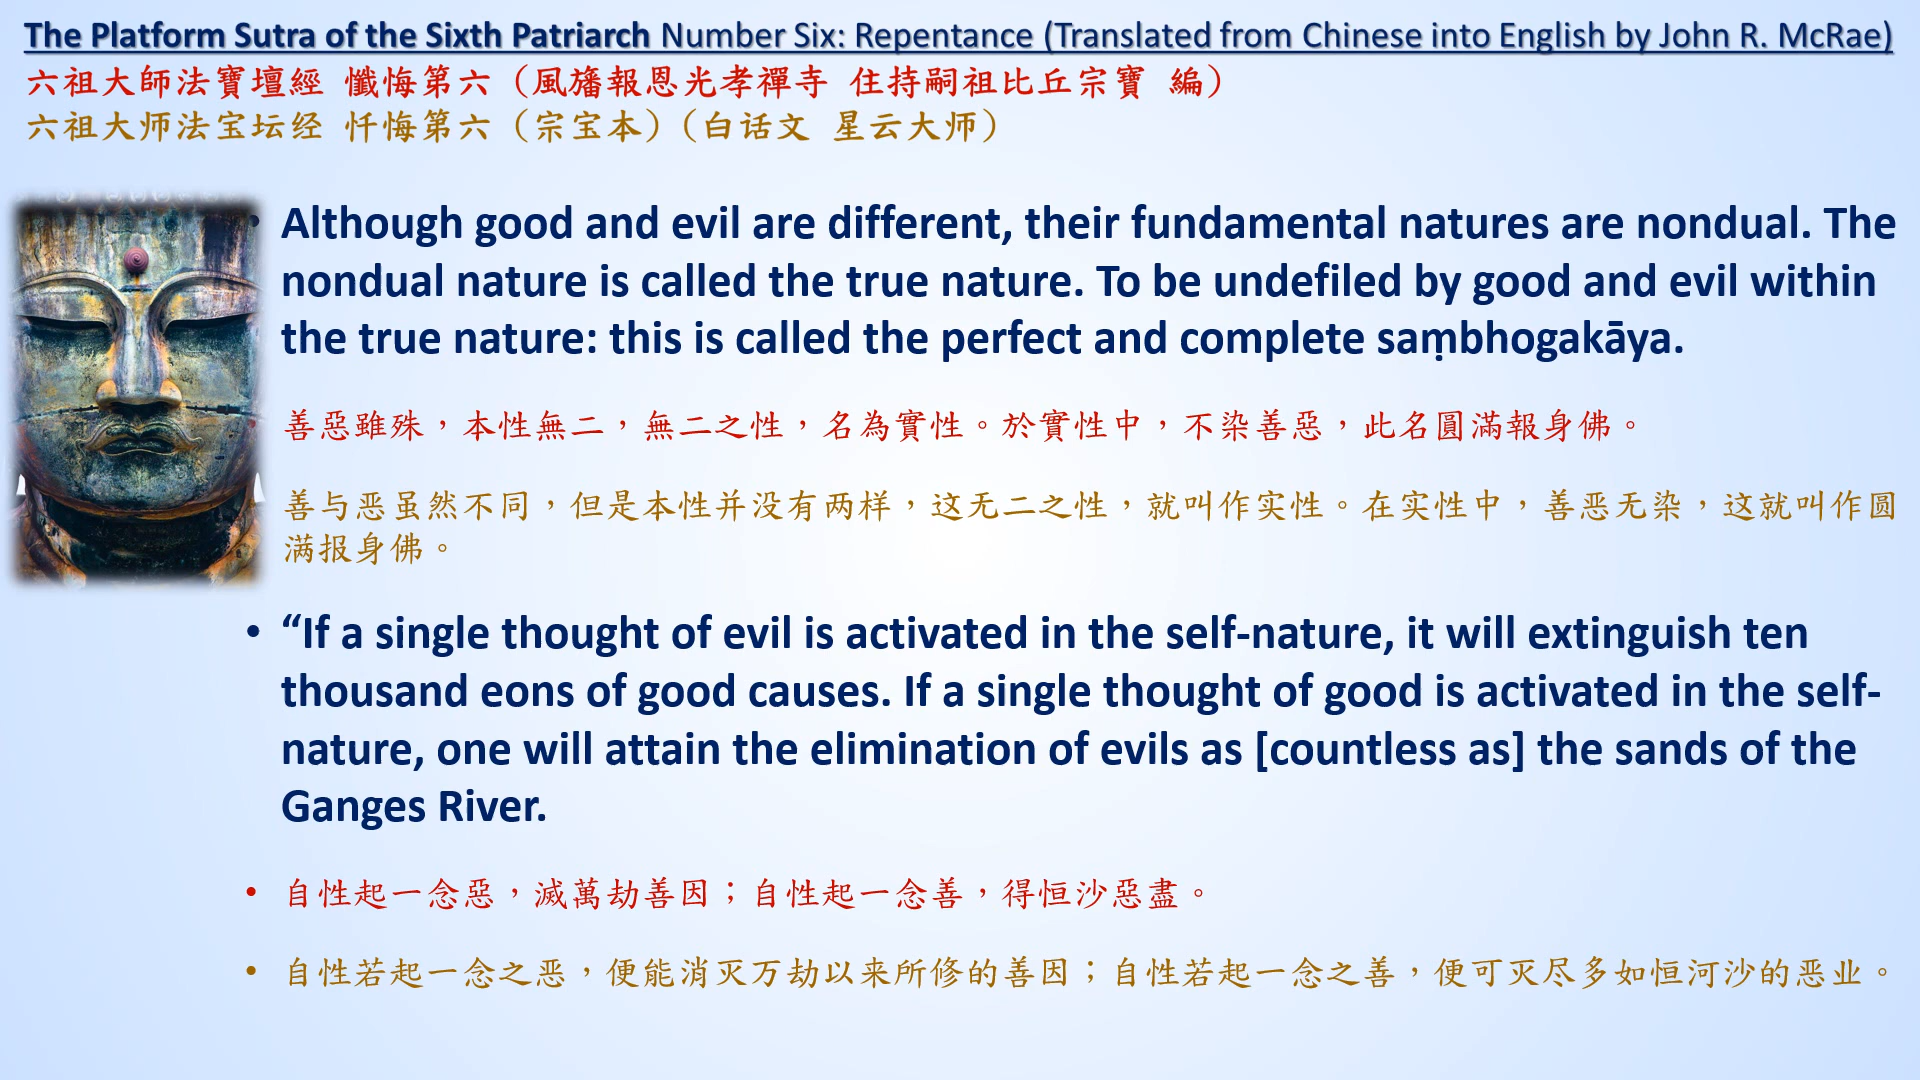 The Platform Sutra of the Sixth Patriarch Number Six: Repentance (Translated from Chinese into English by John R. McRae)
六祖大師法寶壇經 懺悔第六（風旛報恩光孝禪寺 住持嗣祖比丘宗寶 編）
六祖大师法宝坛经 忏悔第六（宗宝本）（白话文 星云大师）
• Although good and evil are different, their fundamental natures are nondual. The
nondual nature is called the true nature. To be undefiled by good and evil within
the true nature: this is called the perfect and complete saṃbhogakāya.
善惡雖殊，本性無二，無二之性，名為實性。於實性中，不染善惡，此名圓滿報身佛。
善与恶虽然不同，但是本性并没有两样，这无二之性，就叫作实性。在实性中，善恶无染，这就叫作圆
满报身佛。
• “If a single thought of evil is activated in the self-nature, it will extinguish ten
thousand eons of good causes. If a single thought of good is activated in the self-
nature, one will attain the elimination of evils as [countless as] the sands of the
Ganges River.
• 自性起一念惡，滅萬劫善因；自性起一念善，得恒沙惡盡。
• 自性若起一念之恶，便能消灭万劫以来所修的善因；自性若起一念之善，便可灭尽多如恒河沙的恶业。